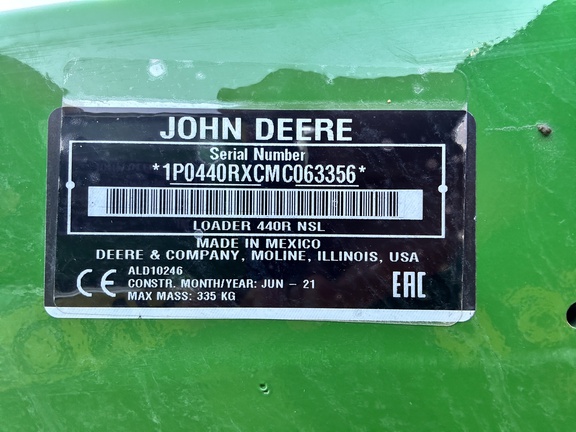 JOHN DEERE
Serial Number
*1P0440RXCMC063356*
LOADER 440R NSL
MADE IN MEXICO
DEERE & COMPANY, MOLINE, ILLINOIS, USA
CE ALD10246 EAC
CONSTR. MONTH/YEAR: JUN - 21
MAX MASS: 335 KG